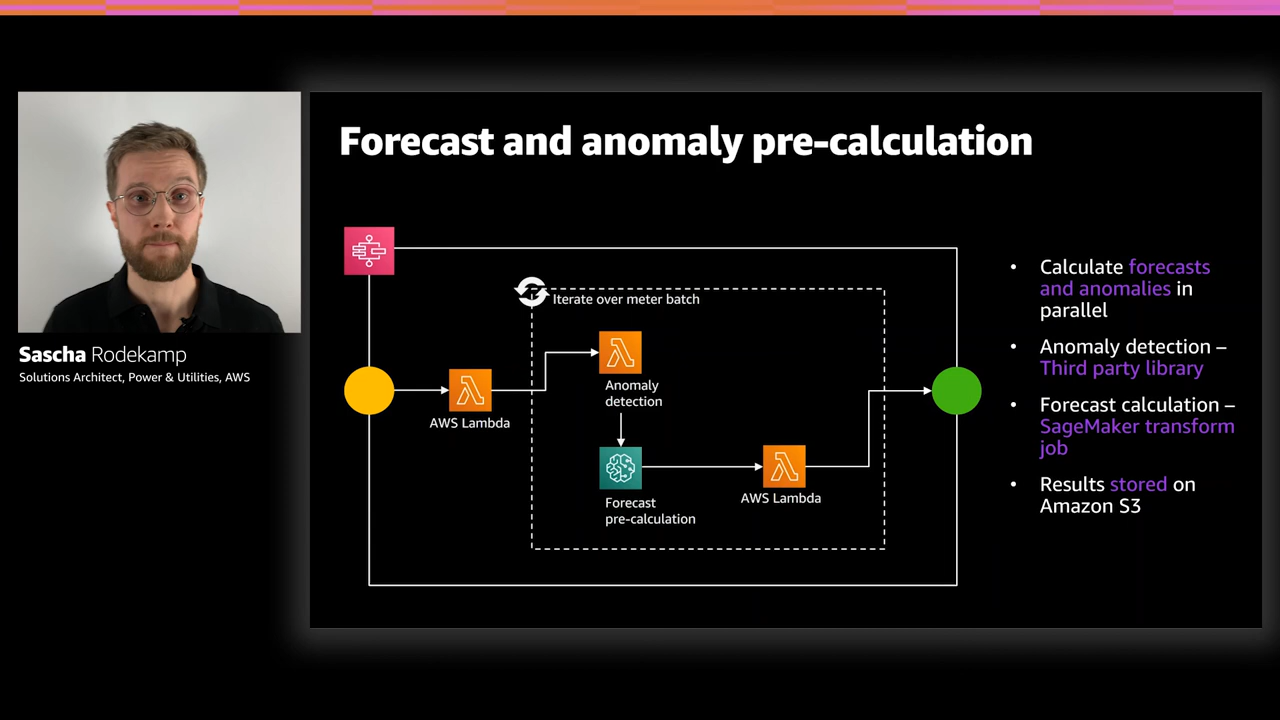 Forecast and anomaly pre-calculation
Sascha Rodekamp
Solutions Architect, Power & Utilities, AWS
Iterate over meter batch
Anomaly
detection
AWS Lambda
Forecast
pre-calculation
AWS Lambda
• Calculate forecasts
and anomalies in
parallel
• Anomaly detection –
Third party library
• Forecast calculation –
SageMaker transform
job
• Results stored on
Amazon S3